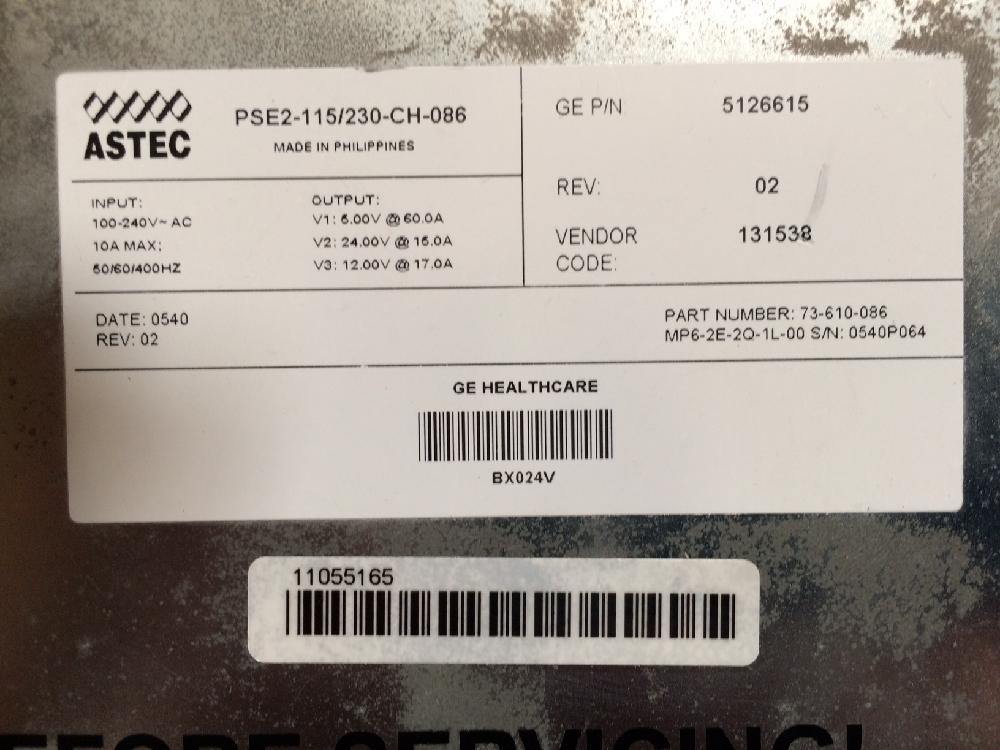 ASTEC
PSE2-115/230-CH-086
MADE IN PHILIPPINES
INPUT:
100-240V~ AC
10A MAX;
50/60/400HZ
OUTPUT:
V1: 5.00V @ 60.0A
V2: 24.00V @ 15.0A
V3: 12.00V @ 17.0A
GE P/N 5126615
REV: 02
VENDOR 131538
CODE:
DATE: 0540
REV: 02
PART NUMBER: 73-610-086
MP6-2E-2Q-1L-00 S/N: 0540P064
GE HEALTHCARE
BX024V
11055165
BEFORE SERVICING!